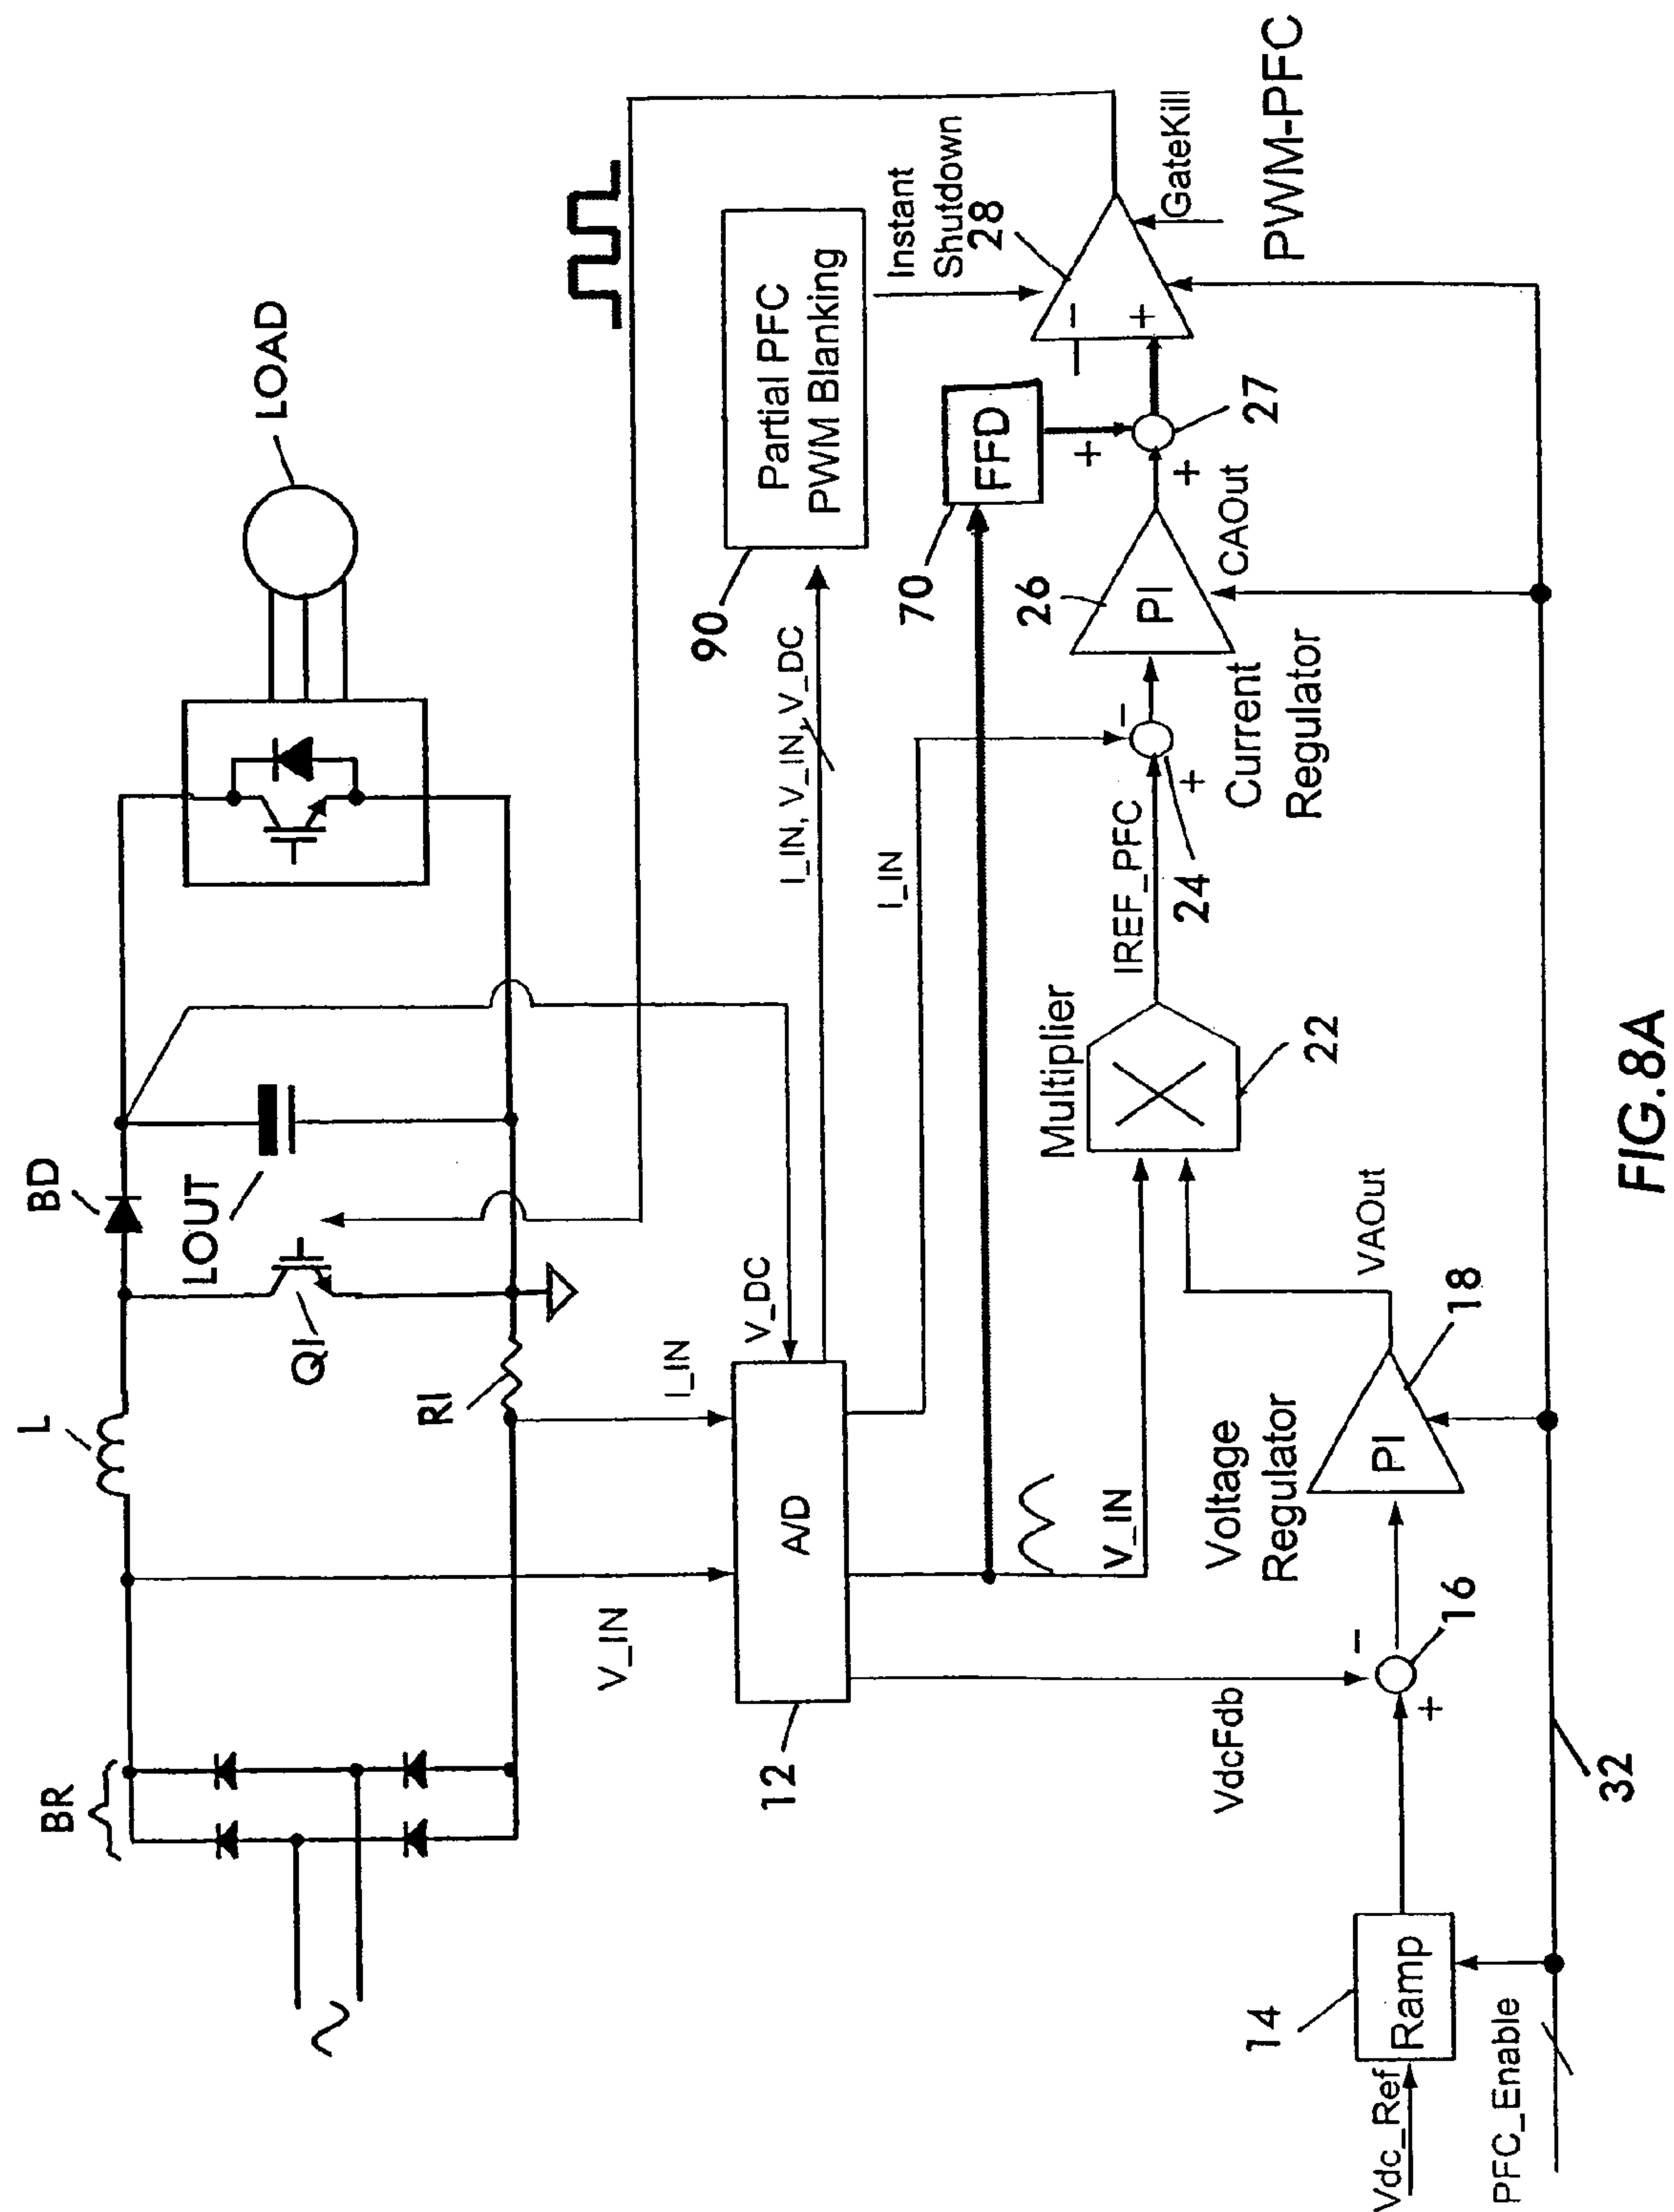 BR
L
BD
LOAD
LOUT
Q1
R1
V_IN
I_IN
V_DC
A/D
12
I_IN, V_IN, V_DC
90
Partial PFC
PWM Blanking
Instant
Shutdown
I_IN
70
FFD
V_IN
Multiplier
22
IREF_PFC
+
-
24
Current
Regulator
26
PI
CAOut
+
+
27
-
+
28
GateKill
PWM-PFC
VdcFdb
-
+
16
Voltage
Regulator
PI
18
VAOut
Vdc_Ref
14
Ramp
PFC_Enable
32
FIG.8A